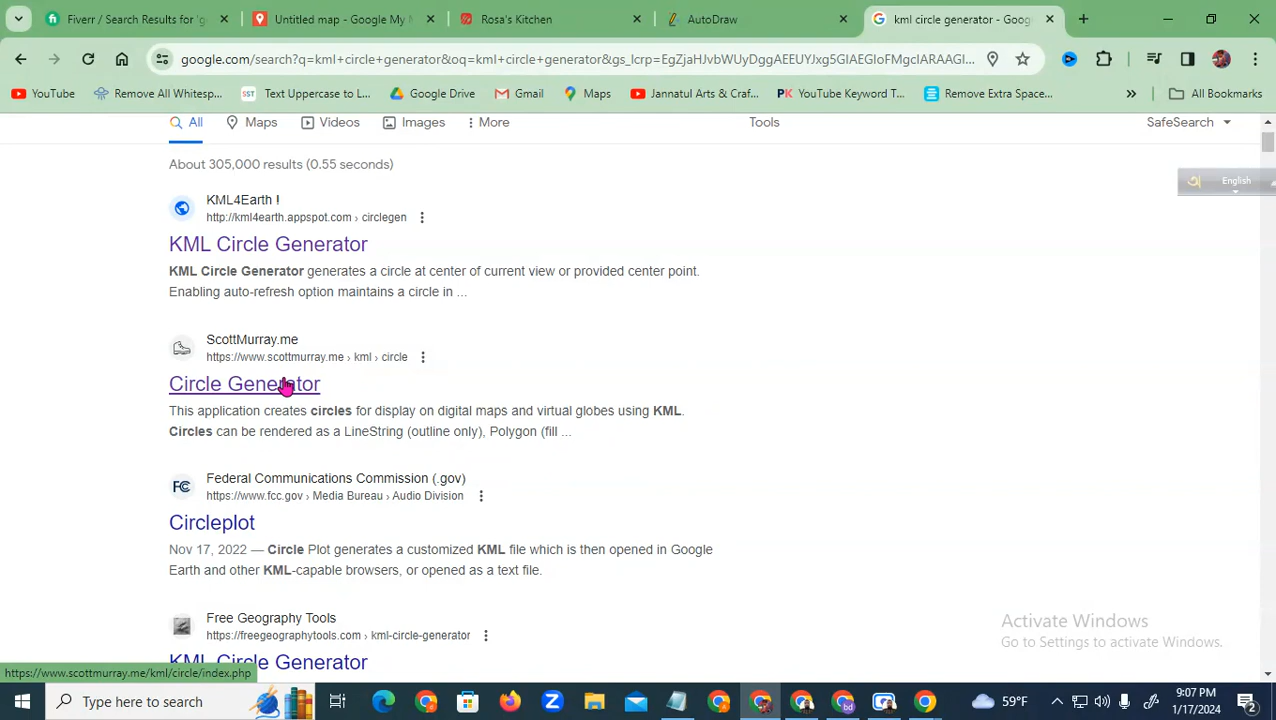 Fiverr / Search Results for 'g
Untitled map - Google My M
Rosa's Kitchen
AutoDraw
kml circle generator - Goog
google.com/search?q=kml+circle+generator&oq=kml+circle+generator&gs_lcrp=EgZjaHJvbWUyDggAEEUYJxg5GIAEGIoFMgcIARAAGI...
YouTube
Remove All Whitesp...
SST
Text Uppercase to L...
Google Drive
Gmail
Maps
Jannatul Arts & Craf...
PK
YouTube Keyword T...
Remove Extra Space...
»
All Bookmarks
All
Maps
Videos
Images
More
Tools
SafeSearch
About 305,000 results (0.55 seconds)
English
KML4Earth !
http://kml4earth.appspot.com › circlegen
KML Circle Generator
KML Circle Generator generates a circle at center of current view or provided center point.
Enabling auto-refresh option maintains a circle in ...
ScottMurray.me
https://www.scottmurray.me › kml › circle
Circle Generator
This application creates circles for display on digital maps and virtual globes using KML.
Circles can be rendered as a LineString (outline only), Polygon (fill ...
FC
Federal Communications Commission (.gov)
https://www.fcc.gov › Media Bureau › Audio Division
Circleplot
Nov 17, 2022 — Circle Plot generates a customized KML file which is then opened in Google
Earth and other KML-capable browsers, or opened as a text file.
Free Geography Tools
https://freegeographytools.com › kml-circle-generator
KML Circle Generator
Activate Windows
Go to Settings to activate Windows.
https://www.scottmurray.me/kml/circle/index.php
Type here to search
59°F
9:07 PM
1/17/2024
2